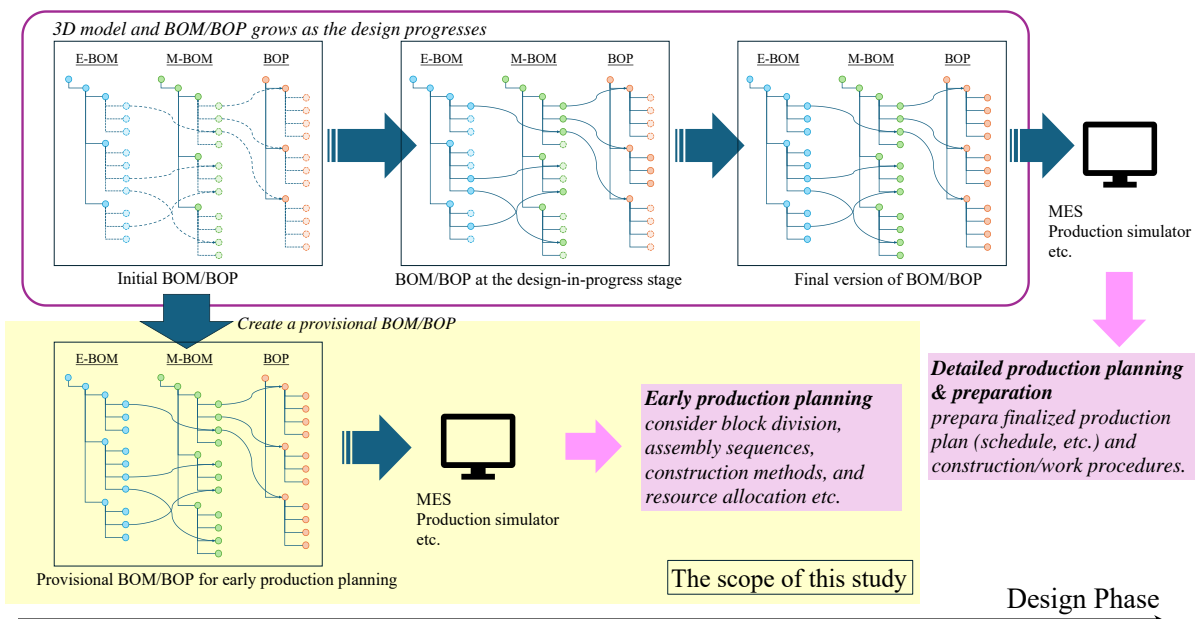 3D model and BOM/BOP grows as the design progresses
E-BOM M-BOM BOP
E-BOM M-BOM BOP
E-BOM M-BOM BOP
Initial BOM/BOP
BOM/BOP at the design-in-progress stage
Final version of BOM/BOP
MES
Production simulator
etc.
Create a provisional BOM/BOP
E-BOM M-BOM BOP
Provisional BOM/BOP for early production planning
MES
Production simulator
etc.
Early production planning
consider block division,
assembly sequences,
construction methods, and
resource allocation etc.
Detailed production planning
& preparation
prepara finalized production
plan (schedule, etc.) and
construction/work procedures.
The scope of this study
Design Phase